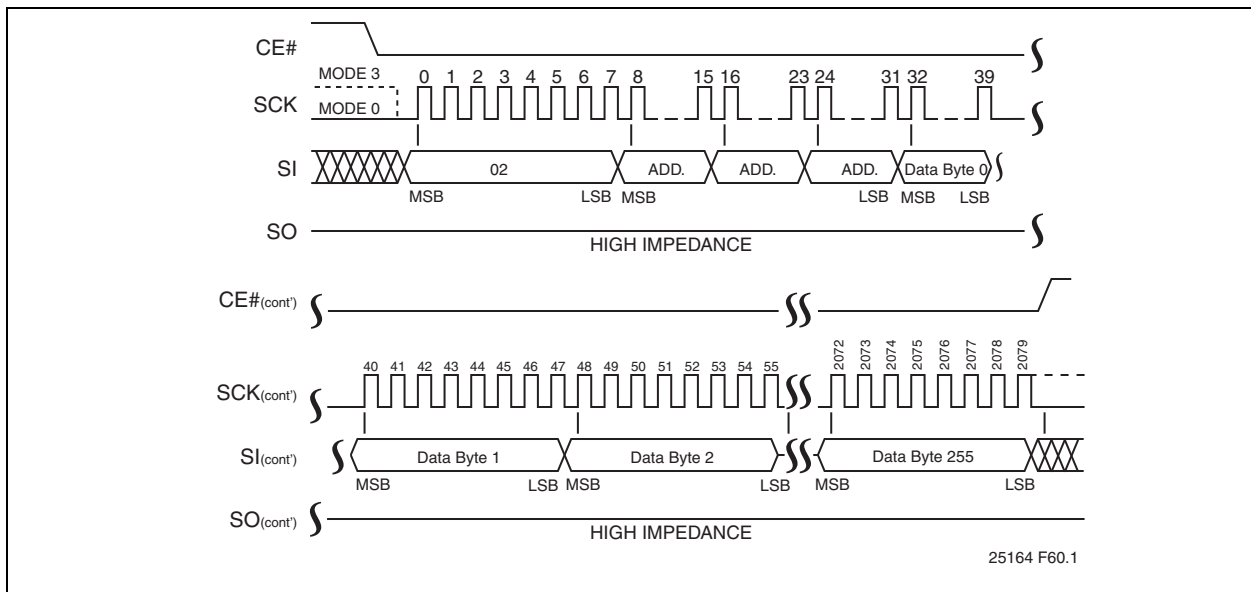 CE#
MODE 3
0 1 2 3 4 5 6 7 8 15 16 23 24 31 32 39
SCK
MODE 0
SI
02 ADD. ADD. ADD. Data Byte 0
MSB LSB MSB LSB MSB LSB
SO
HIGH IMPEDANCE
CE#(cont')
40 41 42 43 44 45 46 47 48 49 50 51 52 53 54 55 2072 2073 2074 2075 2076 2077 2078 2079
SCK(cont')
SI(cont')
Data Byte 1 Data Byte 2 Data Byte 255
MSB LSB MSB LSB MSB LSB
SO(cont')
HIGH IMPEDANCE
25164 F60.1